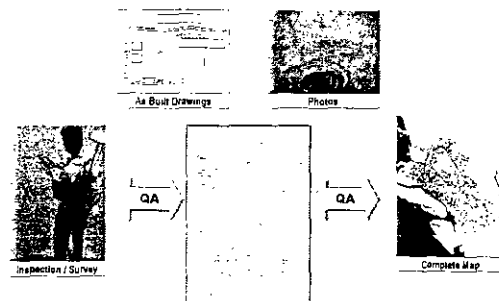 As Built Drawings
Photos
QA
QA
Inspection / Survey
Complete Map